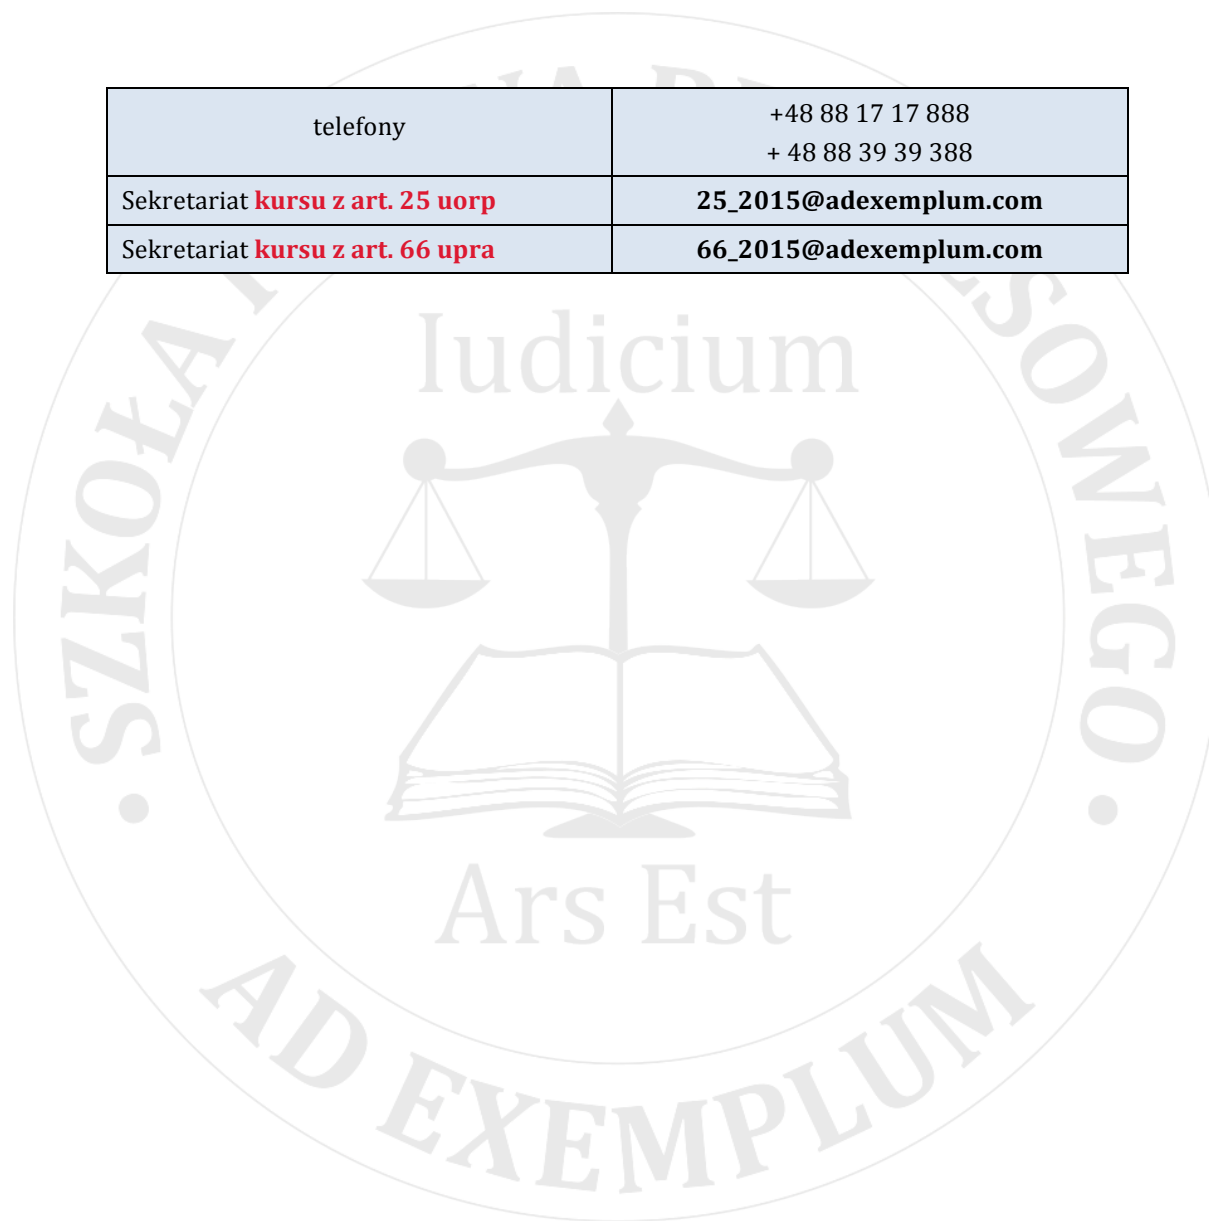 telefony
+48 88 17 17 888
+ 48 88 39 39 388
Sekretariat kursu z art. 25 uorp
25_2015@adexemplum.com
Sekretariat kursu z art. 66 upra
66_2015@adexemplum.com
SZKOŁA
Iudicium
Ars Est
AD EXEMPLUM